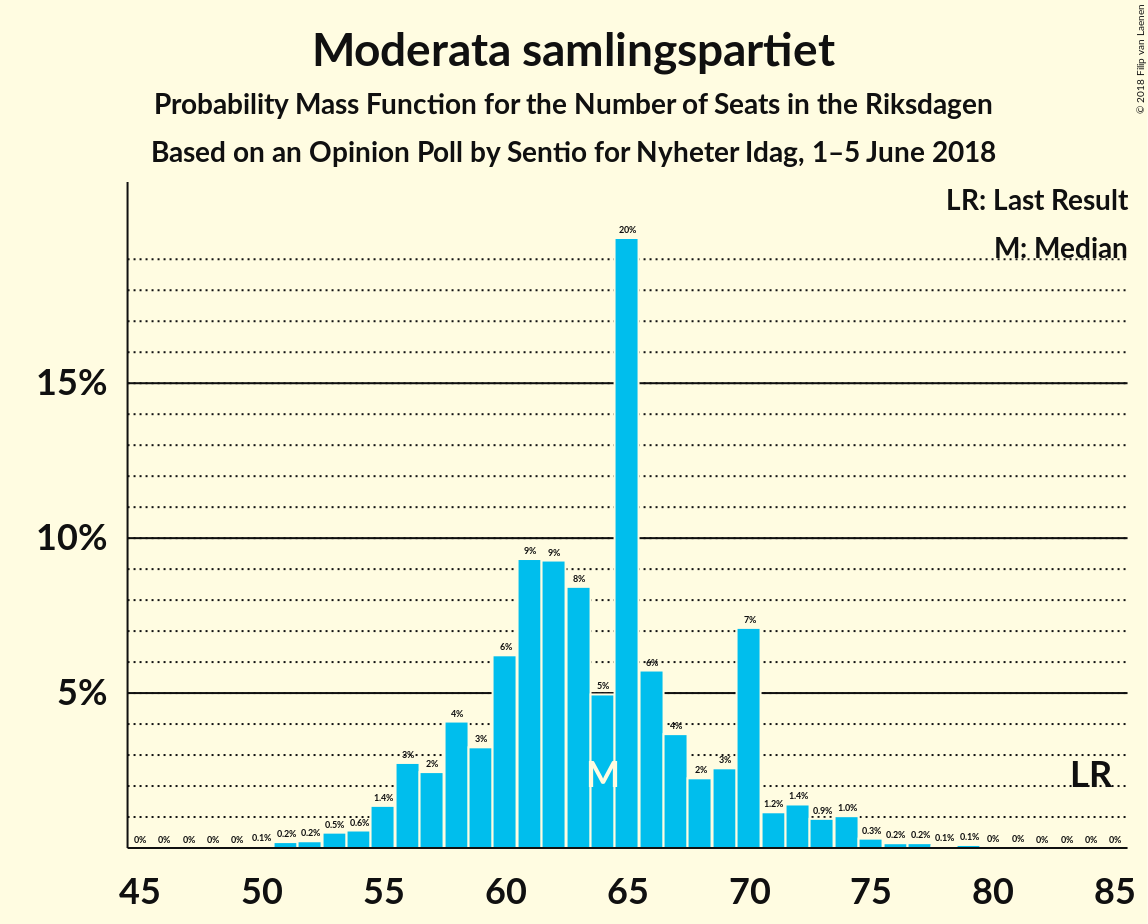 Moderata samlingspartiet
Probability Mass Function for the Number of Seats in the Riksdagen
Based on an Opinion Poll by Sentio for Nyheter Idag, 1–5 June 2018
© 2018 Filip van Laenen
LR: Last Result
M: Median
15%
10%
5%
0% 0% 0% 0% 0% 0.1% 0.2% 0.2% 0.5% 0.6% 1.4% 3% 2% 4% 3% 6% 9% 9% 8% 5% 20% 6% 4% 2% 3% 7% 1.2% 1.4% 0.9% 1.0% 0.3% 0.2% 0.2% 0.1% 0.1% 0% 0% 0% 0% 0% 0%
M
LR
45 50 55 60 65 70 75 80 85